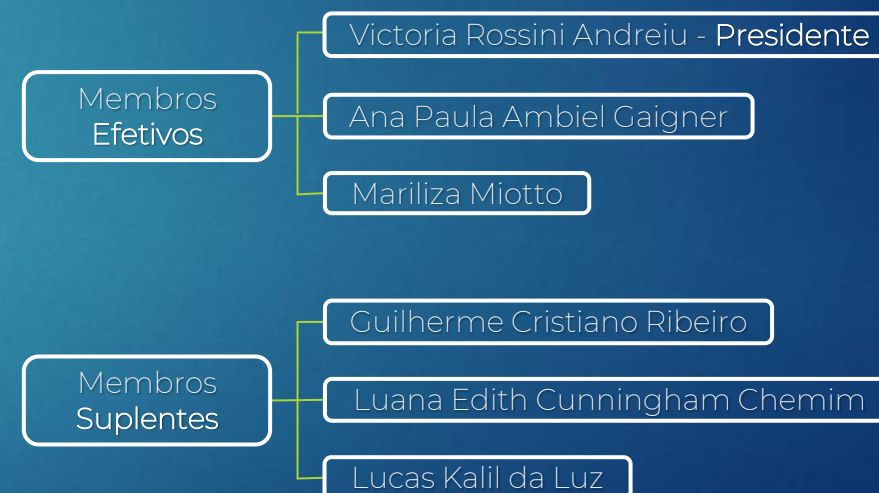 Membros
Efetivos
Victoria Rossini Andreiu - Presidente
Ana Paula Ambiel Gaigner
Mariliza Miotto
Membros
Suplentes
Guilherme Cristiano Ribeiro
Luana Edith Cunningham Chemim
Lucas Kalil da Luz